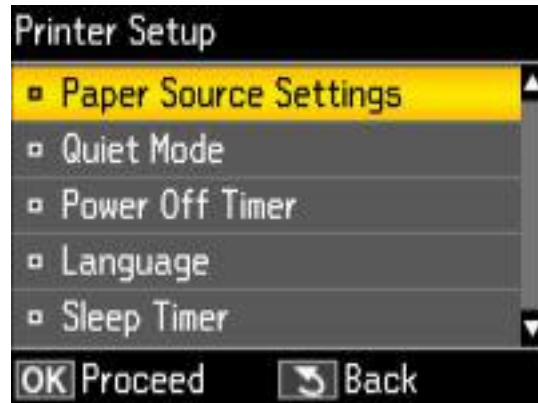 Printer Setup
Paper Source Settings
Quiet Mode
Power Off Timer
Language
Sleep Timer
OK Proceed Back